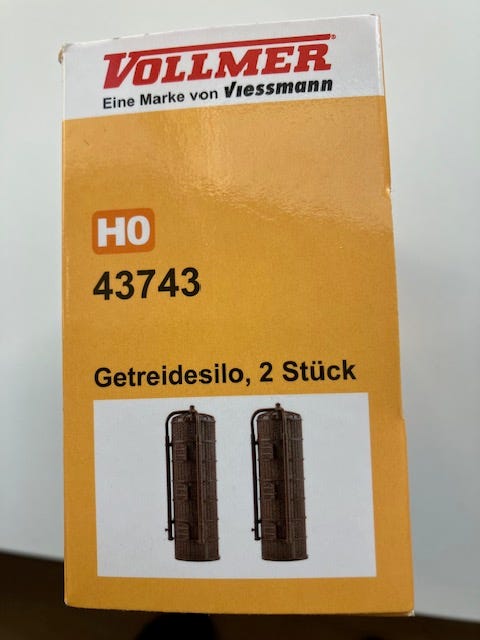 VOLLMER
Eine Marke von Viessmann
H0
43743
Getreidesilo, 2 Stück